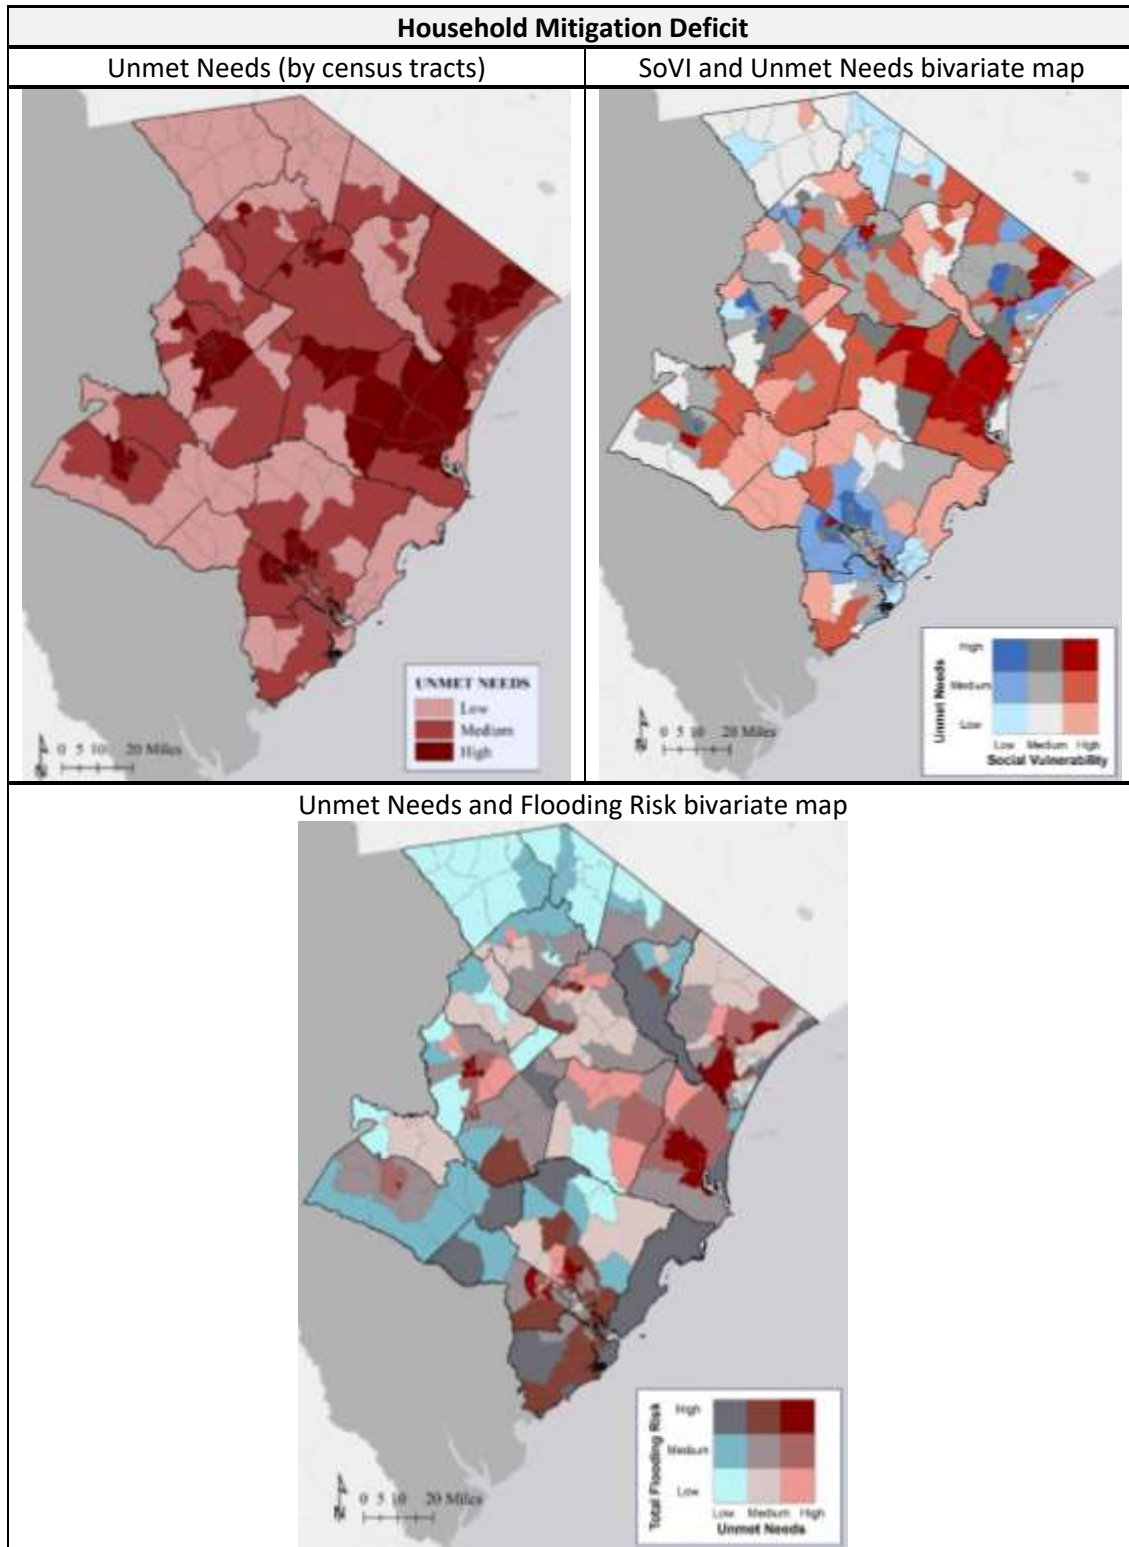 Household Mitigation Deficit
Unmet Needs (by census tracts)
SoVI and Unmet Needs bivariate map
UNMET NEEDS
Low
Medium
High
0 5 10 20 Miles
N
High
Medium
Low
Unmet Needs
Low Medium High
Social Vulnerability
0 5 10 20 Miles
N
Unmet Needs and Flooding Risk bivariate map
High
Medium
Low
Total Flooding Risk
Low Medium High
Unmet Needs
0 5 10 20 Miles
N